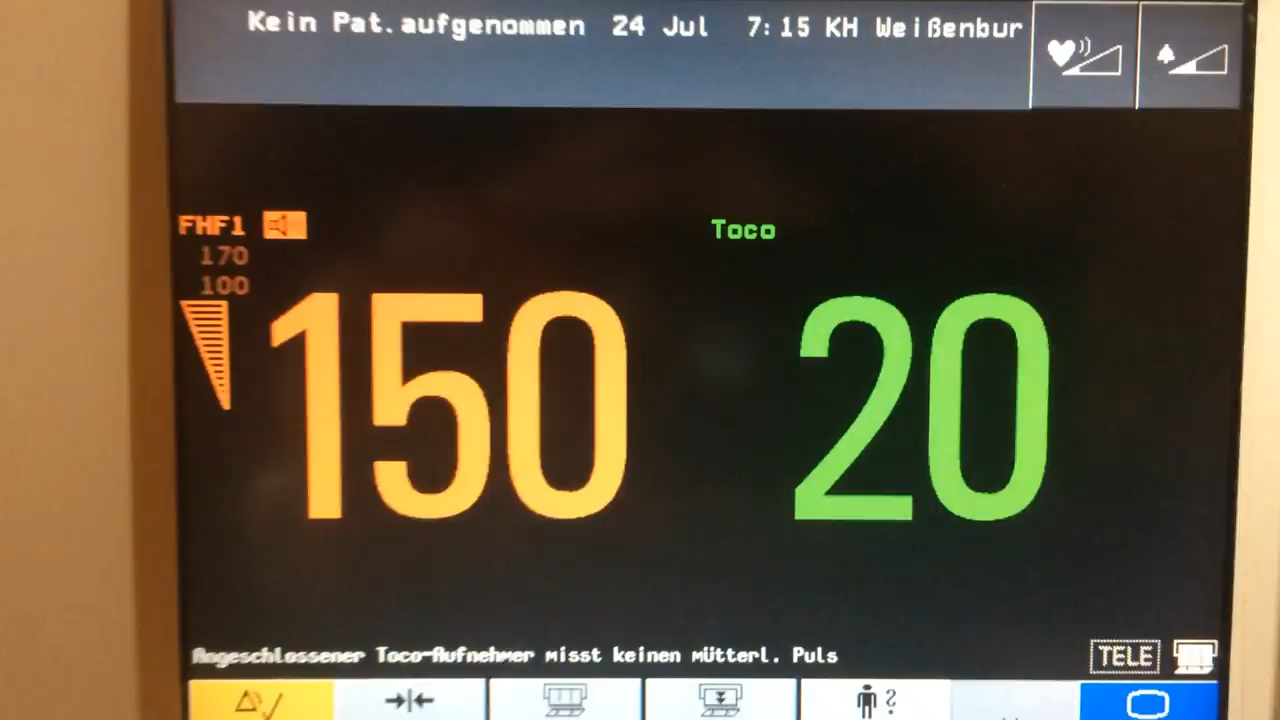 Kein Pat. aufgenommen 24 Jul 7:15 KH Weißenbur
FHF1
Toco
170
100
150
20
Angeschlossener Toco-Aufnehmer misst keinen mütterl. Puls
TELE
?